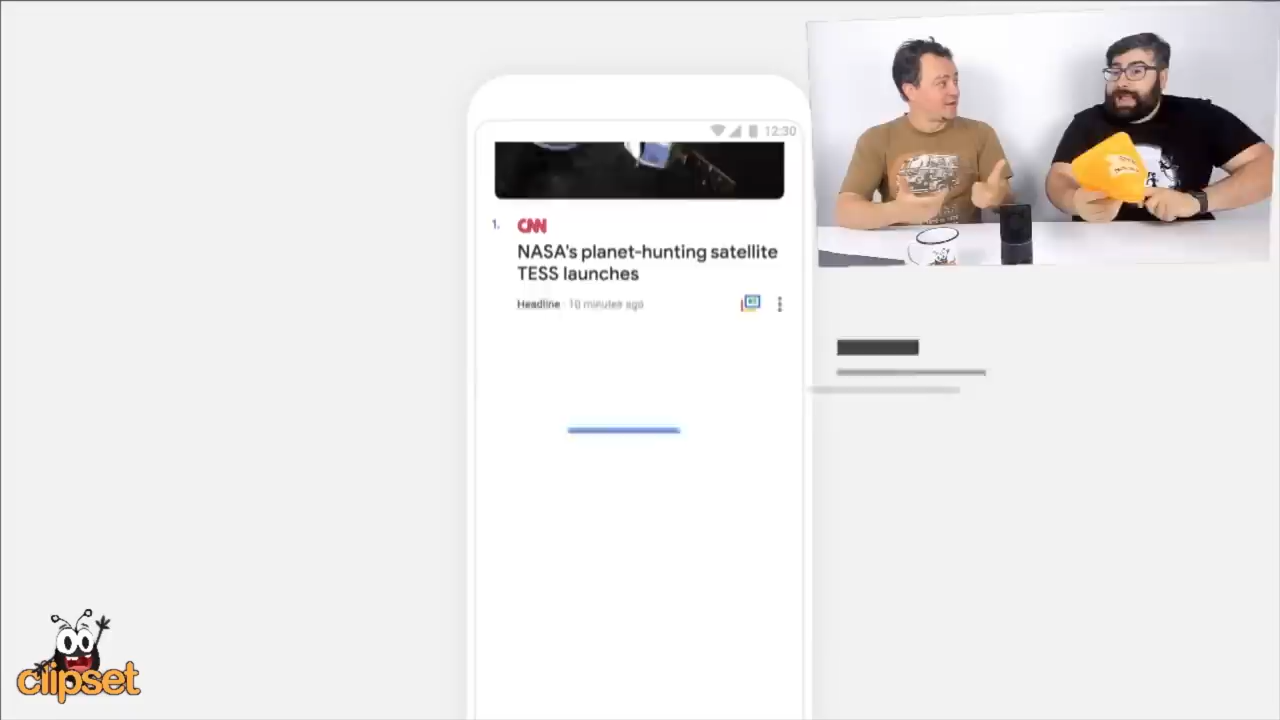 12:30
1.
CNN
NASA's planet-hunting satellite
TESS launches
Headline · 10 minutes ago
clipset